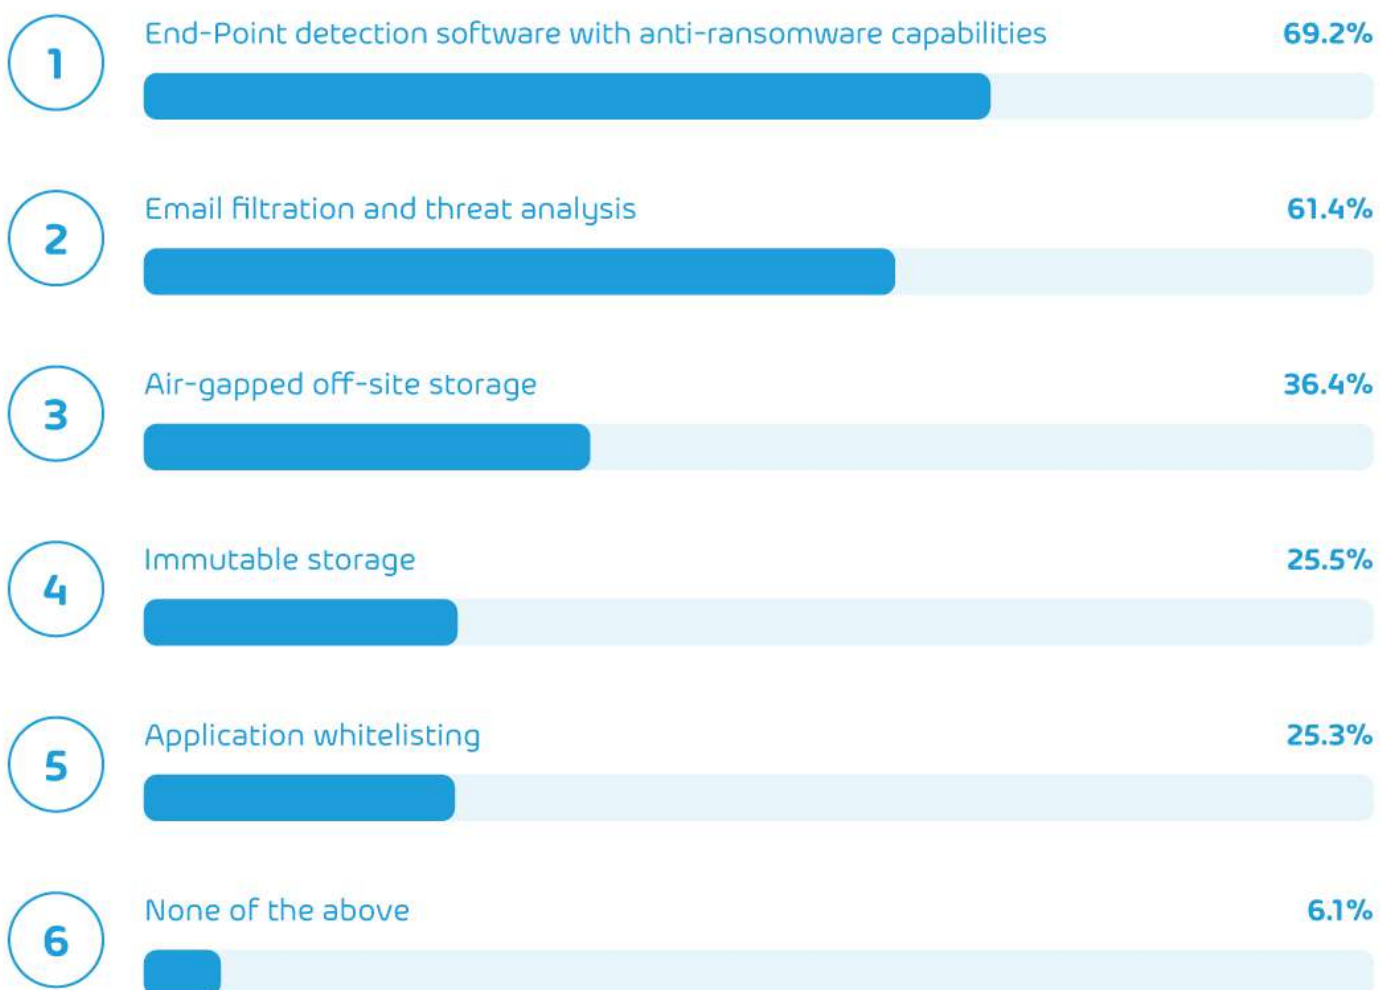 1
End-Point detection software with anti-ransomware capabilities 69.2%
2
Email filtration and threat analysis 61.4%
3
Air-gapped off-site storage 36.4%
4
Immutable storage 25.5%
5
Application whitelisting 25.3%
6
None of the above 6.1%